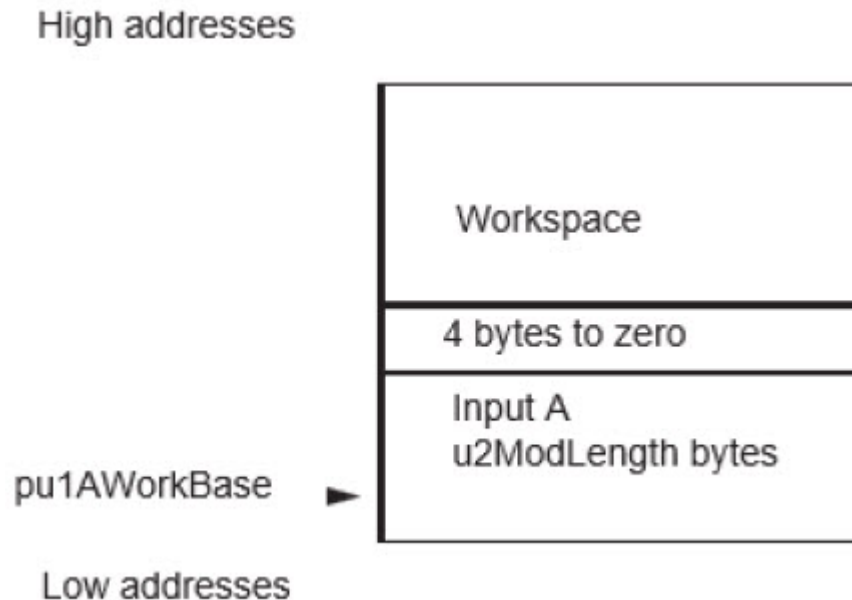 High addresses
Workspace
4 bytes to zero
Input A
u2ModLength bytes
pu1AWorkBase
Low addresses